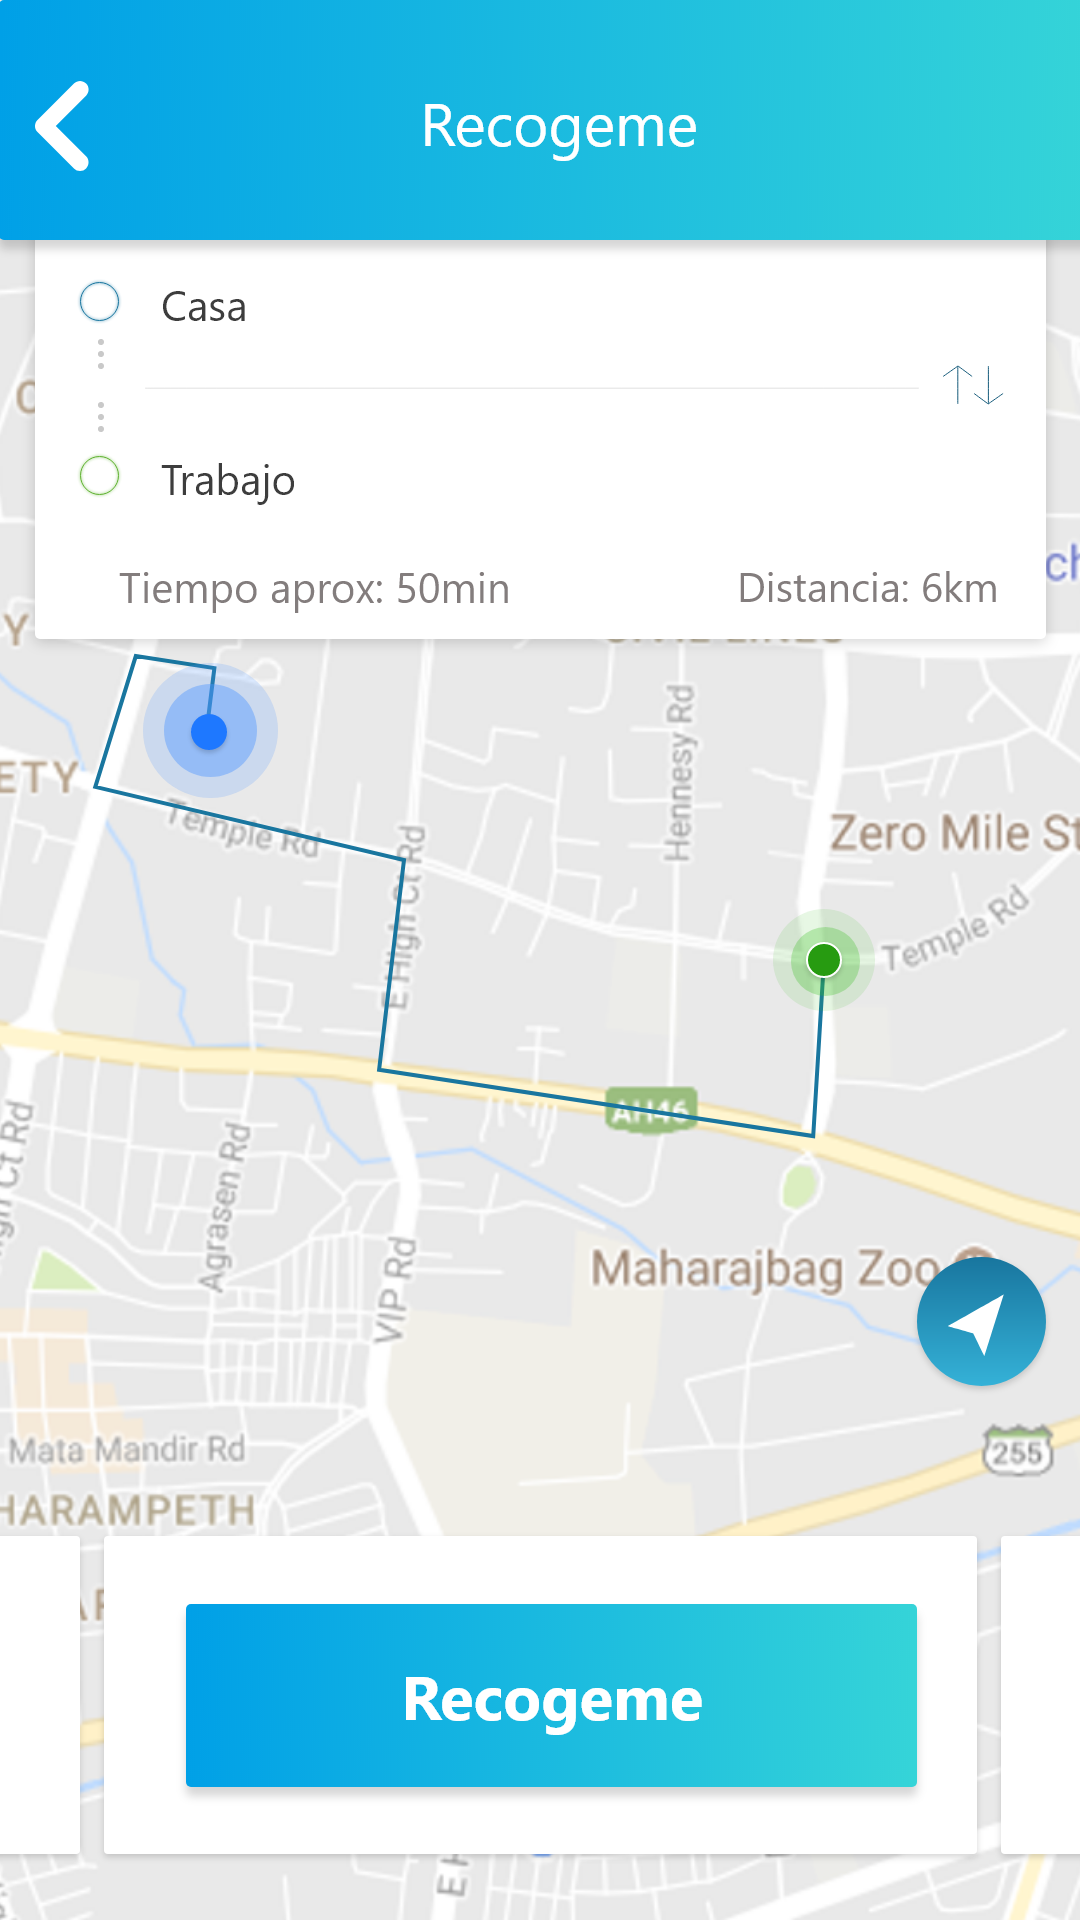 Recogeme
Casa
Trabajo
Tiempo aprox: 50min
Distancia: 6km
ETY
Temple Rd
E High Ct Rd
Hennesy Rd
Zero Mile St
Temple Rd
AH46
Agrasen Rd
VIP Rd
Maharajbag Zoo
255
Mata Mandir Rd
HARAMPETH
Recogeme